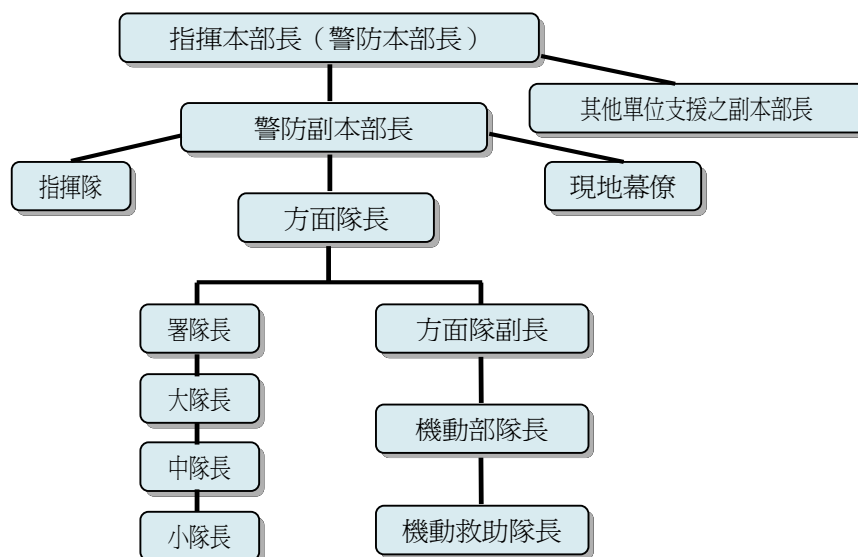 指揮本部長（警防本部長）
其他單位支援之副本部長
警防副本部長
指揮隊
現地幕僚
方面隊長
署隊長
方面隊副長
大隊長
機動部隊長
中隊長
小隊長
機動救助隊長